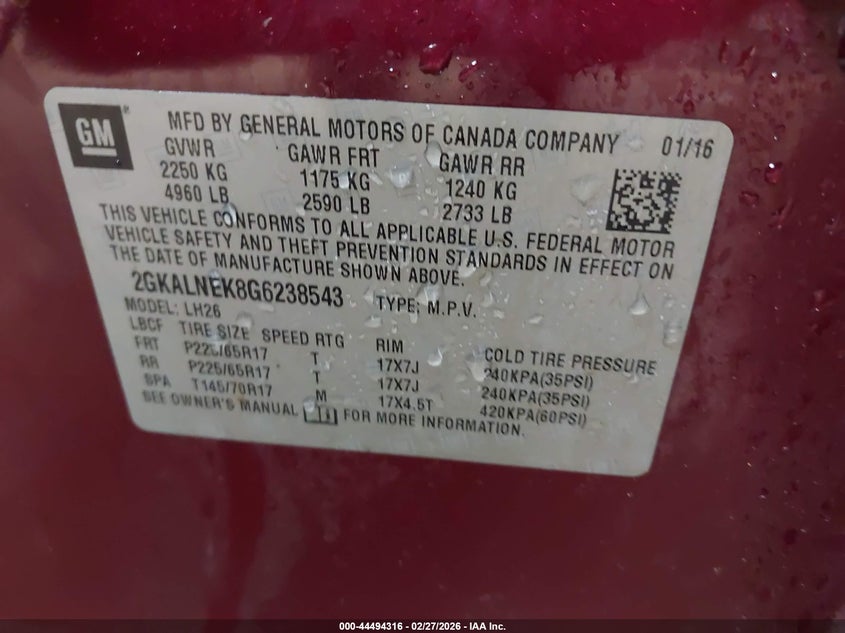 GM
MFD BY GENERAL MOTORS OF CANADA COMPANY 01/16
GVWR GAWR FRT GAWR RR
2250 KG 1175 KG 1240 KG
4960 LB 2590 LB 2733 LB
THIS VEHICLE CONFORMS TO ALL APPLICABLE U.S. FEDERAL MOTOR
VEHICLE SAFETY AND THEFT PREVENTION STANDARDS IN EFFECT ON
THE DATE OF MANUFACTURE SHOWN ABOVE.
2GKALNEK8G6238543 TYPE: M.P.V.
MODEL: LH26
LBCF TIRE SIZE SPEED RTG RIM COLD TIRE PRESSURE
FRT P225/65R17 T 17X7J 240KPA(35PSI)
RR P225/65R17 T 17X7J 240KPA(35PSI)
SPA T145/70R17 M 17X4.5T 420KPA(60PSI)
SEE OWNER'S MANUAL FOR MORE INFORMATION.
000-44494316 - 02/27/2026 - IAA Inc.